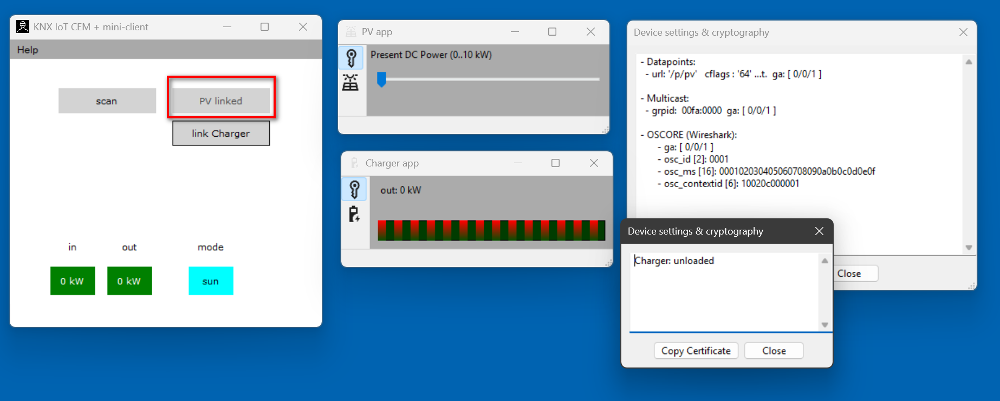 KNX IoT CEM + mini-client
Help
scan
PV linked
link Charger
in
out
mode
0 kW
0 kW
sun
PV app
Present DC Power (0..10 kW)
Charger app
out: 0 kW
Device settings & cryptography
- Datapoints:
- url: '/p/pv'   cflags : '64' ...t.  ga: [ 0/0/1 ]
- Multicast:
- grpid:  00fa:0000  ga: [ 0/0/1 ]
- OSCORE (Wireshark):
- ga: [ 0/0/1 ]
- osc_id [2]: 0001
- osc_ms [16]: 000102030405060708090a0b0c0d0e0f
- osc_contextid [6]: 10020c000001
Close
Device settings & cryptography
Charger: unloaded
Copy Certificate
Close